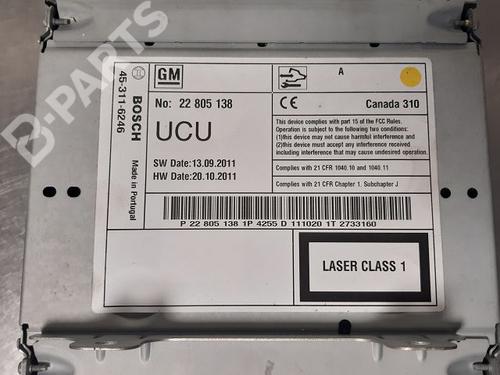 B-PARTS
BOSCH
45-311-6246
Made in Portugal
GM
No: 22 805 138
UCU
SW Date:13.09.2011
HW Date:20.10.2011
A
CE
Canada 310
This device complies with part 15 of the FCC Rules.
Operation is subject to the following two conditions:
(1)this device may not cause harmful interference and
(2)this device must accept any interference received
including interference that may cause undesired operation
Complies with 21 CFR 1040.10 and 1040.11
Complies with 21 CFR Chapter 1. Subchapter J
P 22 805 138 1P 4255 D 111020 1T 2733160
LASER CLASS 1